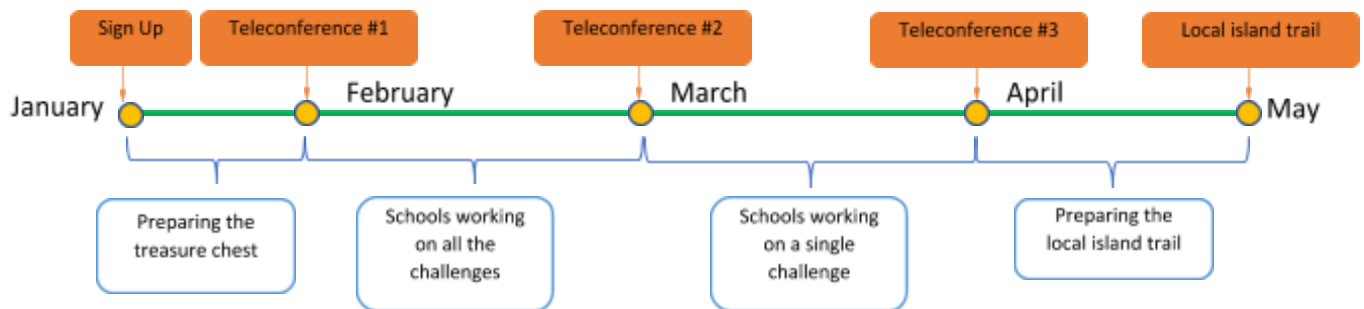 Sign Up
Teleconference #1
Teleconference #2
Teleconference #3
Local island trail
January
February
March
April
May
Preparing the
treasure chest
Schools working
on all the
challenges
Schools working
on a single
challenge
Preparing the
local island trail